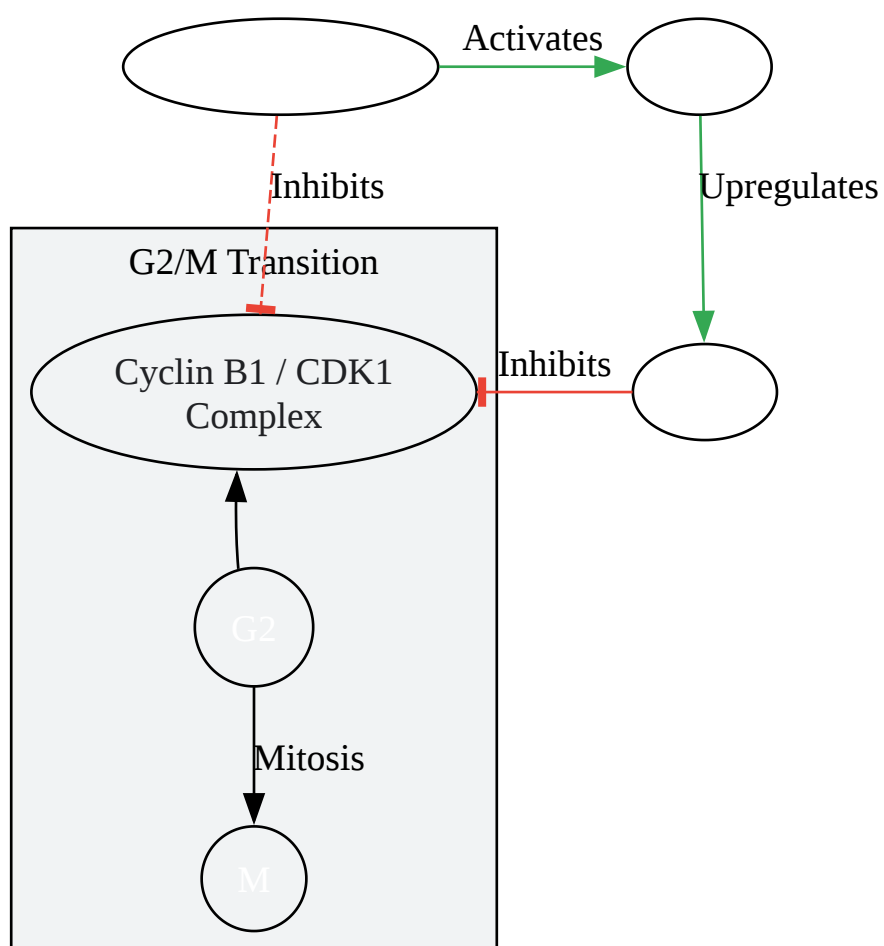 Activates
Inhibits
Upregulates
G2/M Transition
Inhibits
Cyclin B1 / CDK1
Complex
G2
Mitosis
M